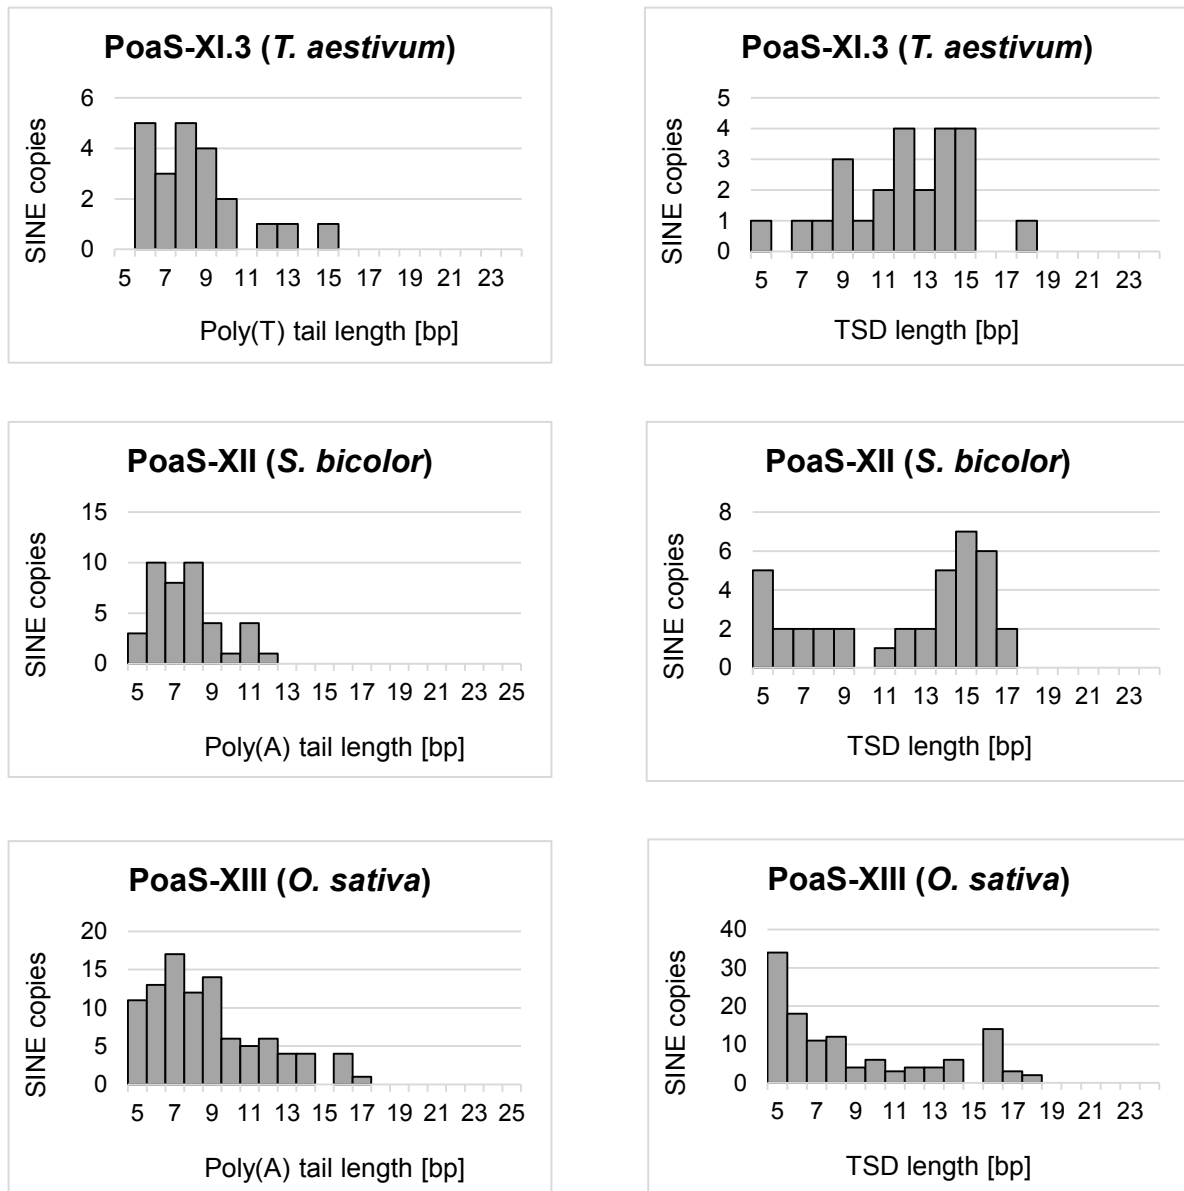 PoaS-XI.3 (T. aestivum)
6
4
2
0
SINE copies
5 7 9 11 13 15 17 19 21 23
Poly(T) tail length [bp]
PoaS-XI.3 (T. aestivum)
5
4
3
2
1
0
SINE copies
5 7 9 11 13 15 17 19 21 23
TSD length [bp]
PoaS-XII (S. bicolor)
15
10
5
0
SINE copies
5 7 9 11 13 15 17 19 21 23 25
Poly(A) tail length [bp]
PoaS-XII (S. bicolor)
8
6
4
2
0
SINE copies
5 7 9 11 13 15 17 19 21 23
TSD length [bp]
PoaS-XIII (O. sativa)
20
15
10
5
0
SINE copies
5 7 9 11 13 15 17 19 21 23 25
Poly(A) tail length [bp]
PoaS-XIII (O. sativa)
40
30
20
10
0
SINE copies
5 7 9 11 13 15 17 19 21 23
TSD length [bp]